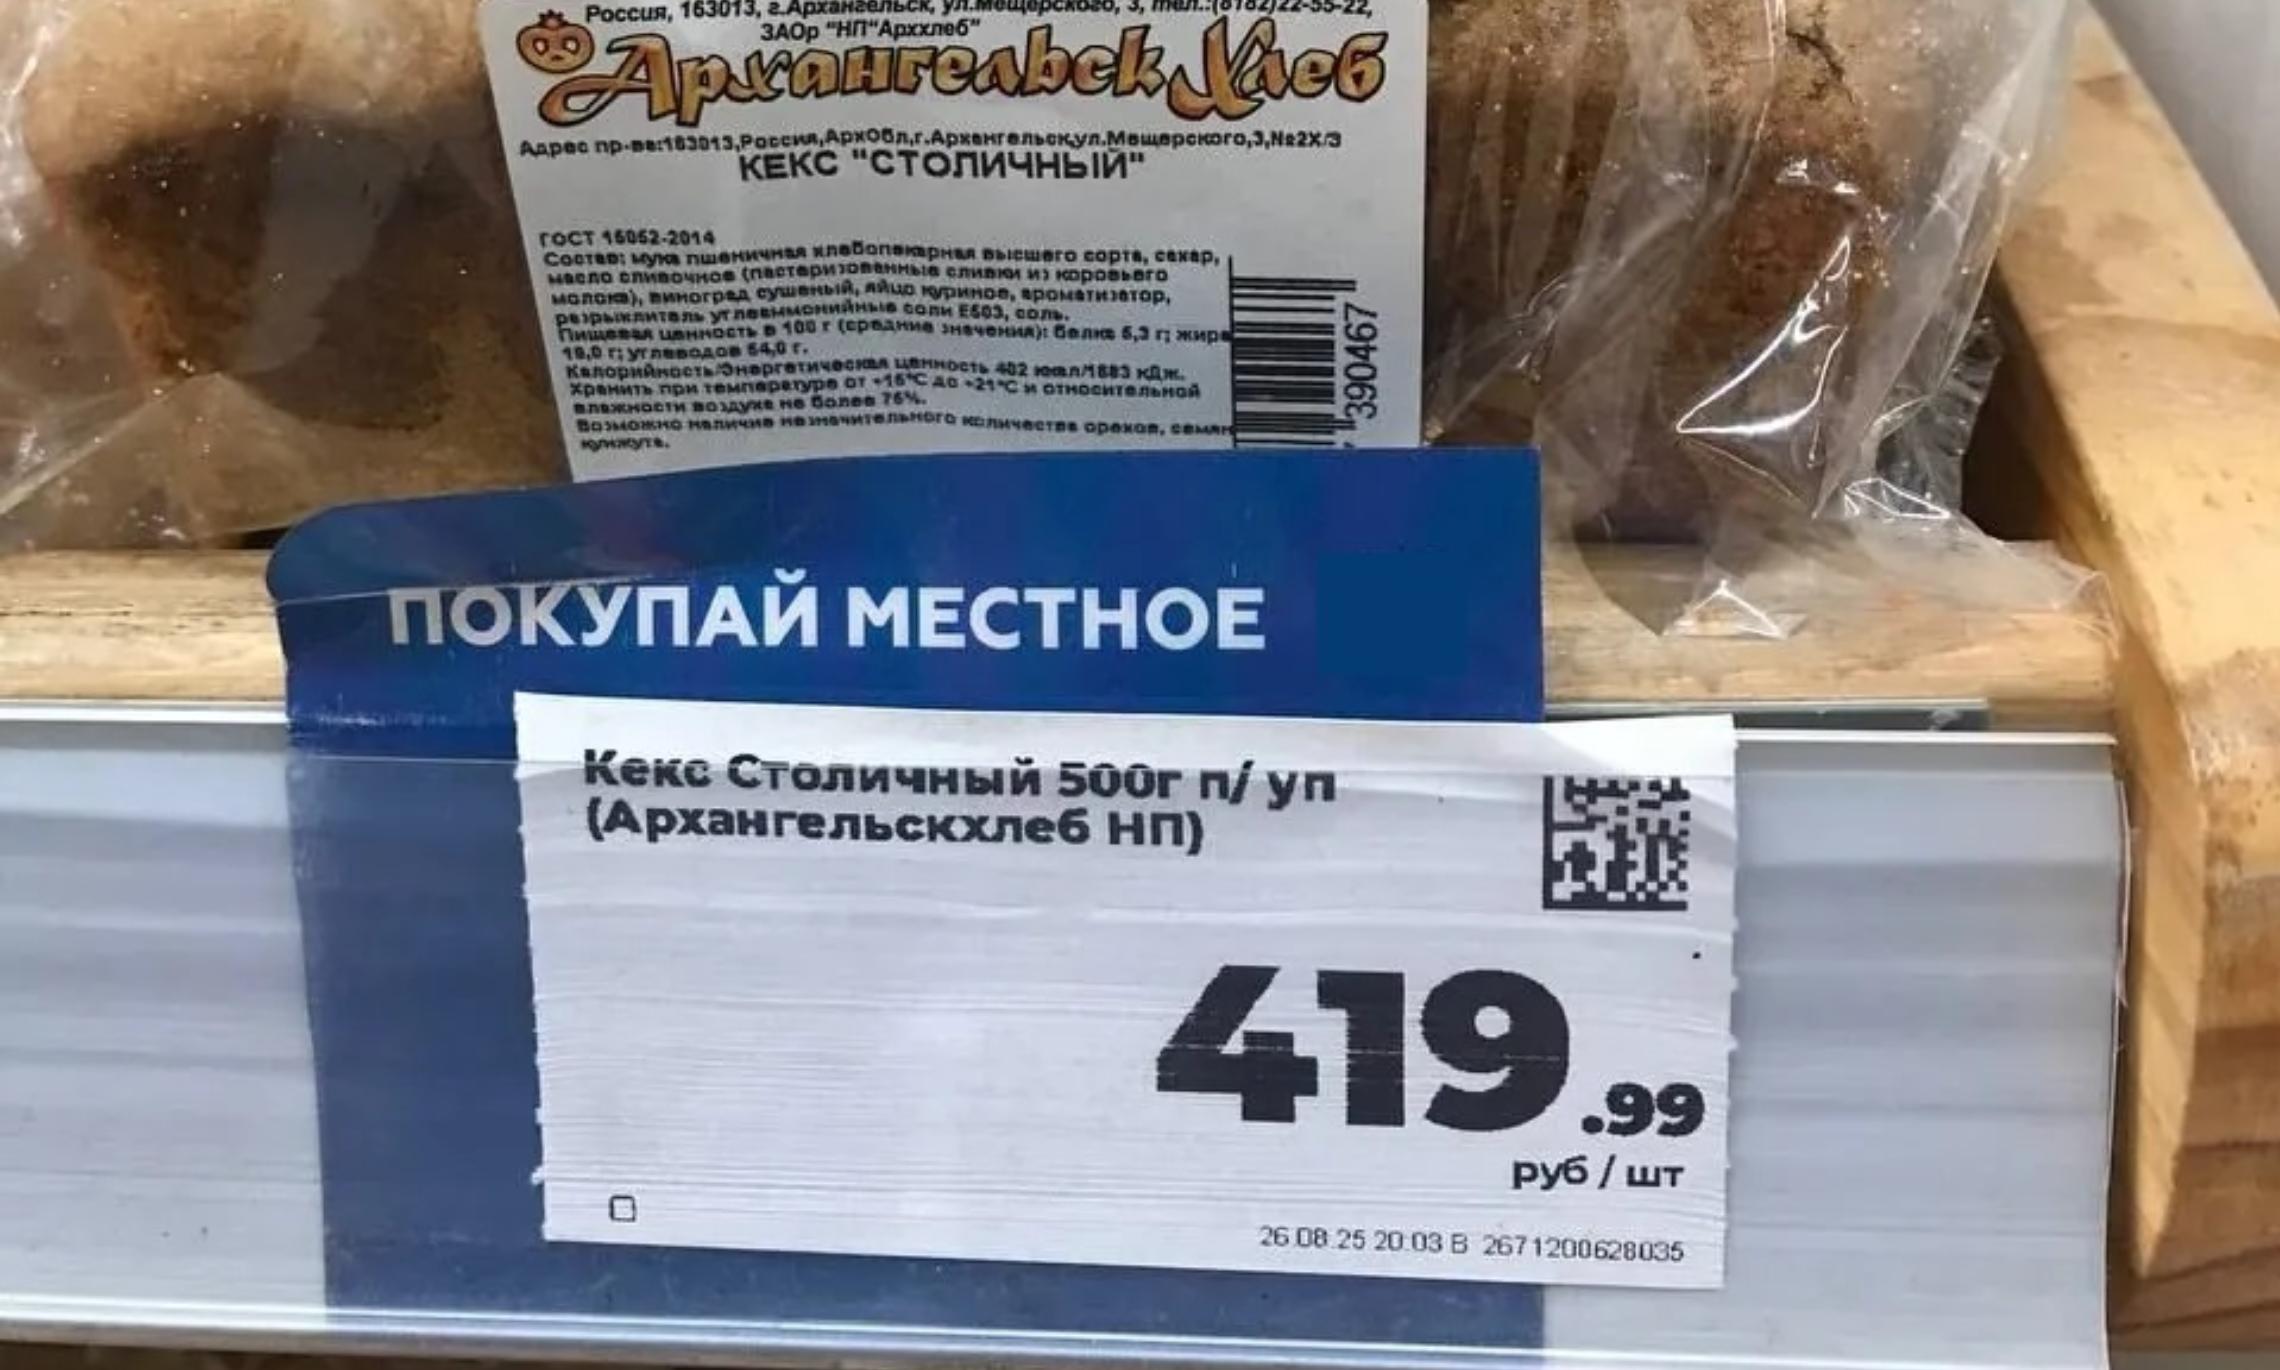 Россия, 163013, г.Архангельск, ул.Мещерского, 3, тел.:(8182)22-55-22,
ЗАОр "НП"Архxлеб"
Архангельск Хлеб
Адрес пр-ва:163013,Россия,АрхОбл,г.Архангельск,ул.Мещерского,3,№2Х/3
КЕКС "СТОЛИЧНЫЙ"
ГОСТ 15052-2014
Состав: мука пшеничная хлебопекарная высшего сорта, сахар,
масло сливочное (пастеризованные сливки из коровьего
молока), виноград сушеный, яйцо куриное, ароматизатор,
разрыхлитель углеаммонийные соли Е503, соль.
Пищевая ценность в 100 г (средние значения): белка 5,3 г; жира
18,0 г; углеводов 54,0 г.
Калорийность/Энергетическая ценность 402 ккал/1683 кДж.
Хранить при температуре от +15°С до +21°С и относительной
влажности воздуха не более 75%.
Возможно наличие незначительного количества орехов, семян
кунжута.
390467
ПОКУПАЙ МЕСТНОЕ
Кекс Столичный 500г п/ уп
(Архангельскхлеб НП)
419.99
руб / шт
26.08.25 20:03 В 2671200628035